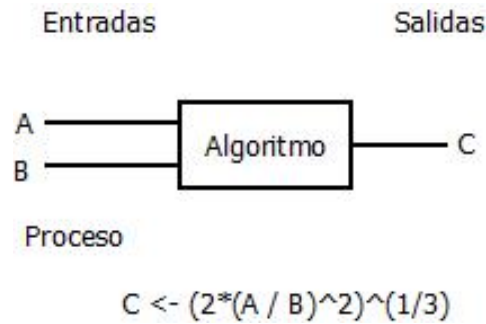 Entradas
Salidas
A
B
Algoritmo
C
Proceso
C <- (2*(A / B)^2)^(1/3)